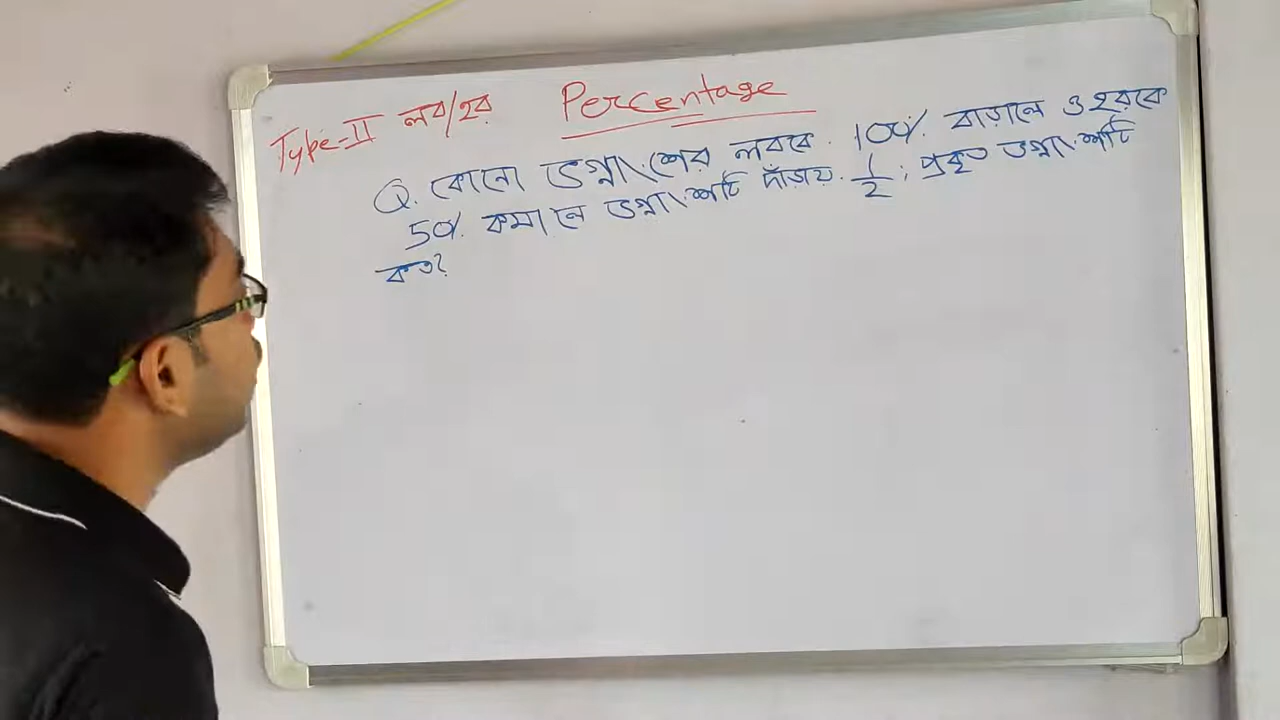 Percentage
Type-II লব/হর
Q. কোনো ভগ্নাংশের লবকে 100% বাড়ালে ও হরকে
50% কমালে ভগ্নাংশটি দাঁড়ায় 1/2; প্রকৃত ভগ্নাংশটি
কত?